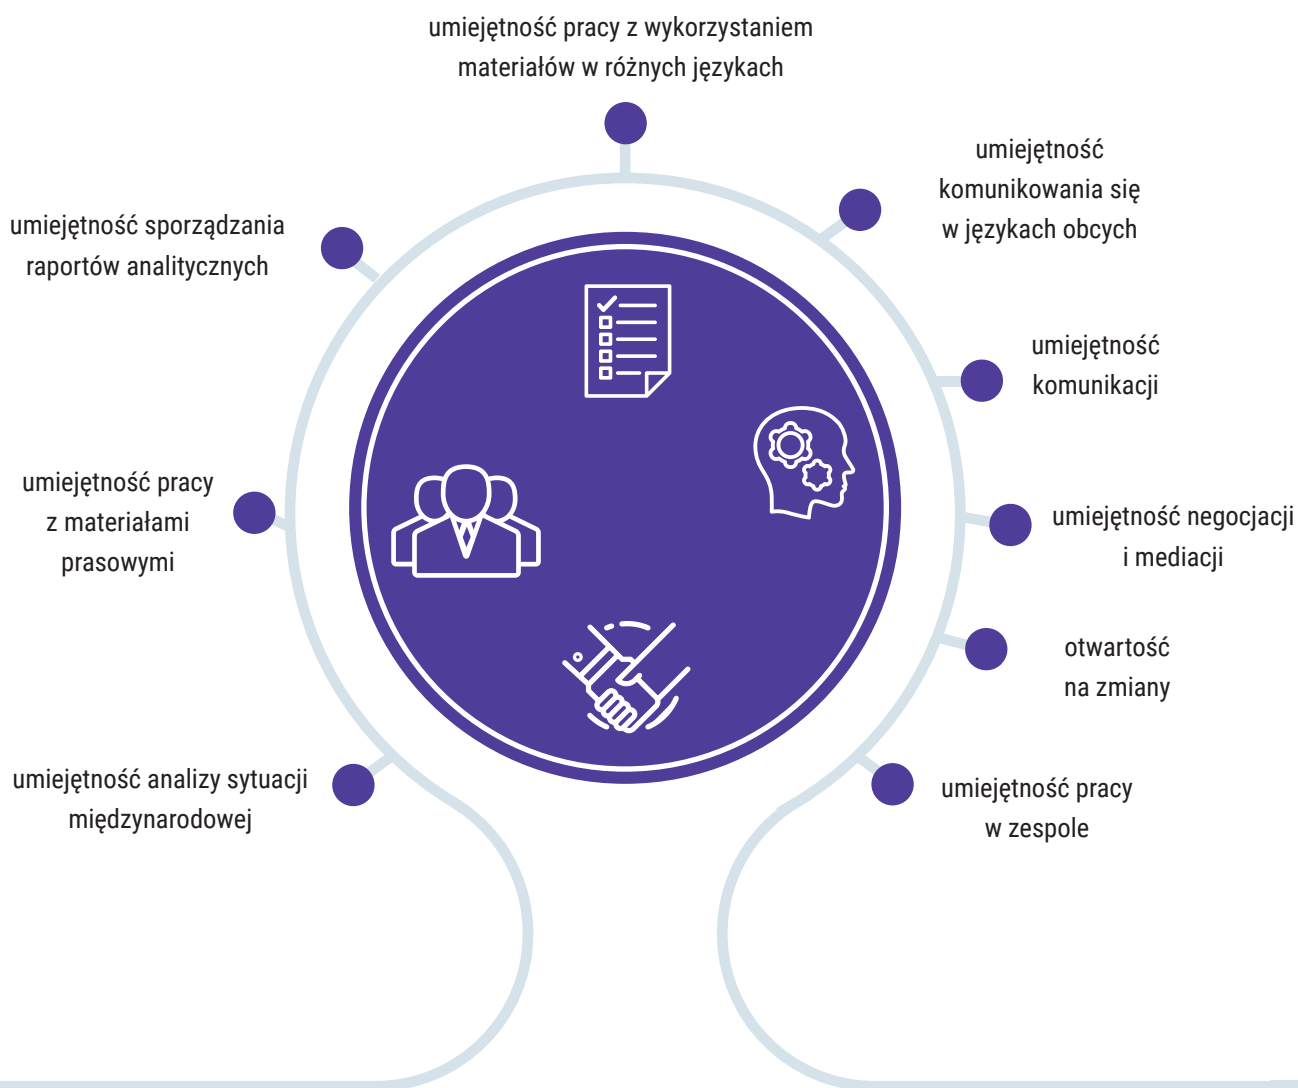 umiejętność pracy z wykorzystaniem
materiałów w różnych językach
umiejętność
komunikowania się
w językach obcych
umiejętność
komunikacji
umiejętność negocjacji
i mediacji
otwartość
na zmiany
umiejętność pracy
w zespole
umiejętność sporządzania
raportów analitycznych
umiejętność pracy
z materiałami
prasowymi
umiejętność analizy sytuacji
międzynarodowej